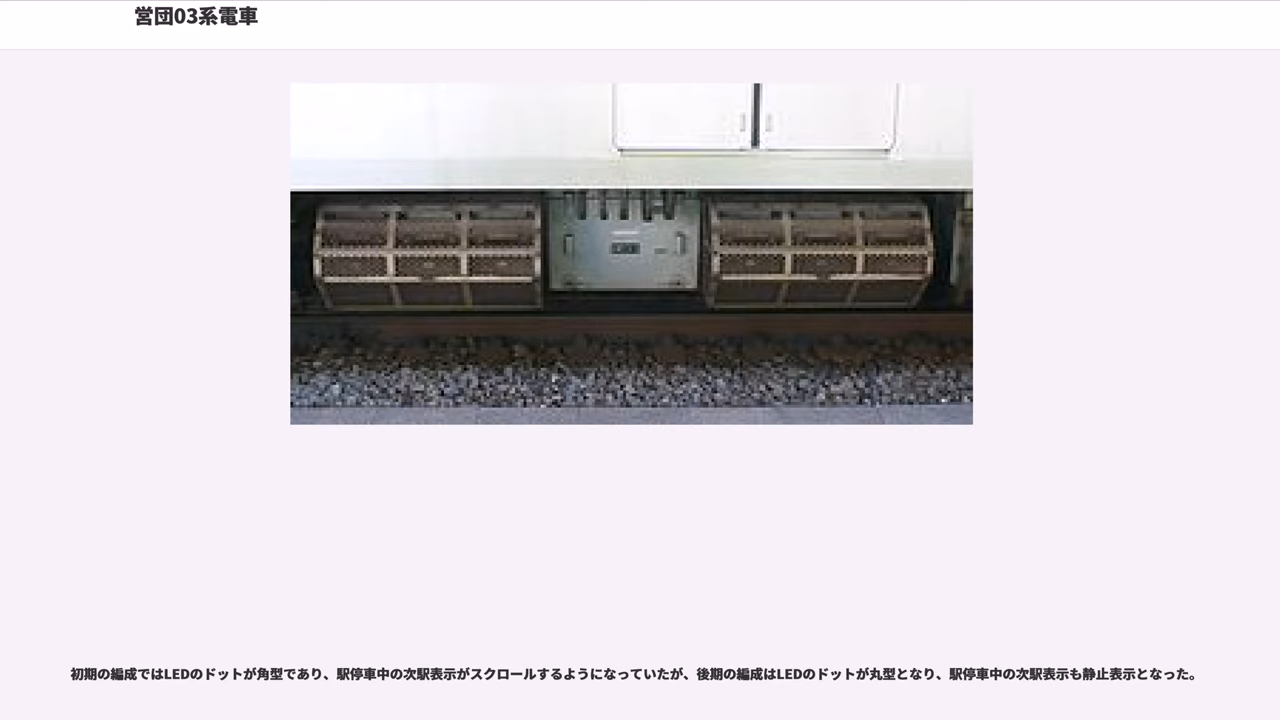 営団03系電車
初期の編成ではLEDのドットが角型であり、駅停車中の次駅表示がスクロールするようになっていたが、後期の編成はLEDのドットが丸型となり、駅停車中の次駅表示も静止表示となった。